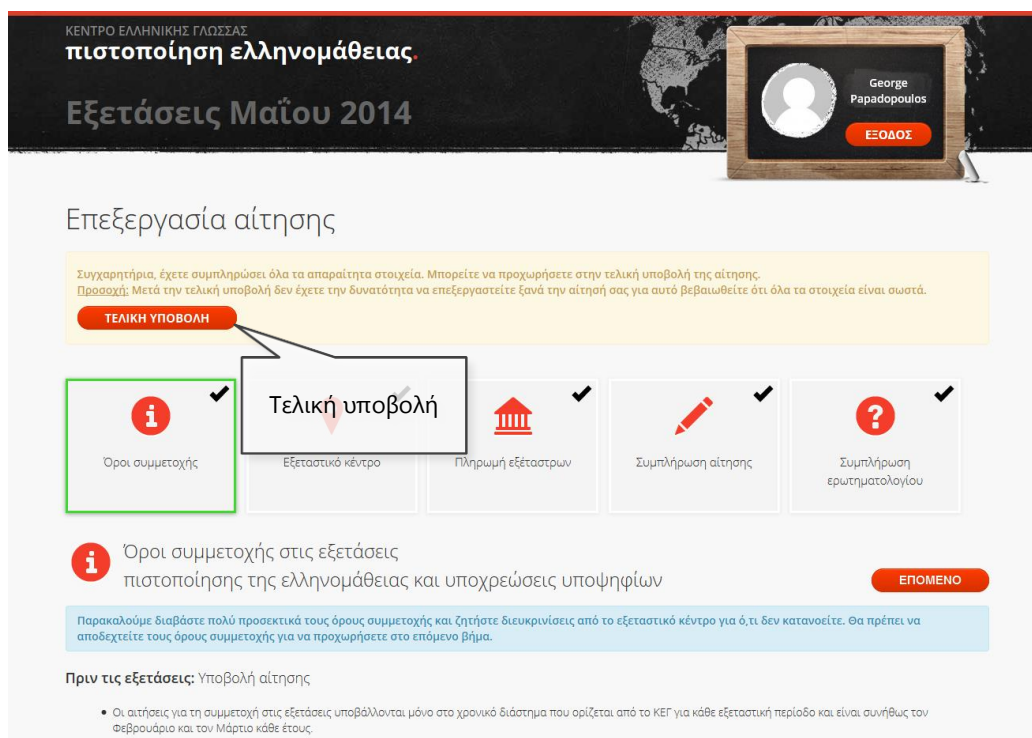 ΚΕΝΤΡΟ ΕΛΛΗΝΙΚΗΣ ΓΛΩΣΣΑΣ
πιστοποίηση ελληνομάθειας.
Εξετάσεις Μαΐου 2014
George
Papadopoulos
ΕΞΟΔΟΣ
Επεξεργασία αίτησης
Συγχαρητήρια, έχετε συμπληρώσει όλα τα απαραίτητα στοιχεία. Μπορείτε να προχωρήσετε στην τελική υποβολή της αίτησης.
Προσοχή: Μετά την τελική υποβολή δεν έχετε την δυνατότητα να επεξεργαστείτε ξανά την αίτησή σας για αυτό βεβαιωθείτε ότι όλα τα στοιχεία είναι σωστά.
ΤΕΛΙΚΗ ΥΠΟΒΟΛΗ
Τελική υποβολή
Όροι συμμετοχής
Εξεταστικό κέντρο
Πληρωμή εξέταστρων
Συμπλήρωση αίτησης
Συμπλήρωση
ερωτηματολογίου
Όροι συμμετοχής στις εξετάσεις
πιστοποίησης της ελληνομάθειας και υποχρεώσεις υποψηφίων
ΕΠΟΜΕΝΟ
Παρακαλούμε διαβάστε πολύ προσεκτικά τους όρους συμμετοχής και ζητήστε διευκρινίσεις από το εξεταστικό κέντρο για ό,τι δεν κατανοείτε. Θα πρέπει να
αποδεχτείτε τους όρους συμμετοχής για να προχωρήσετε στο επόμενο βήμα.
Πριν τις εξετάσεις: Υποβολή αίτησης
• Οι αιτήσεις για τη συμμετοχή στις εξετάσεις υποβάλλονται μόνο στο χρονικό διάστημα που ορίζεται από το ΚΕΓ για κάθε εξεταστική περίοδο και είναι συνήθως τον
Φεβρουάριο και τον Μάρτιο κάθε έτους.